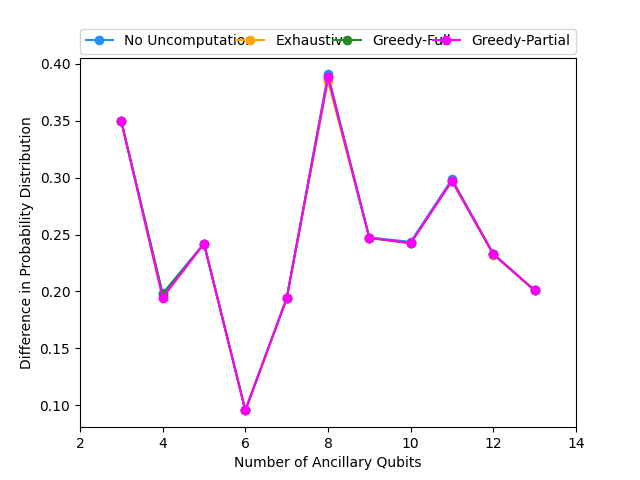 No Uncomputation Exhaustive Greedy-Full Greedy-Partial
0.40
0.35
0.30
0.25
0.20
0.15
0.10
Difference in Probability Distribution
2 4 6 8 10 12 14
Number of Ancillary Qubits